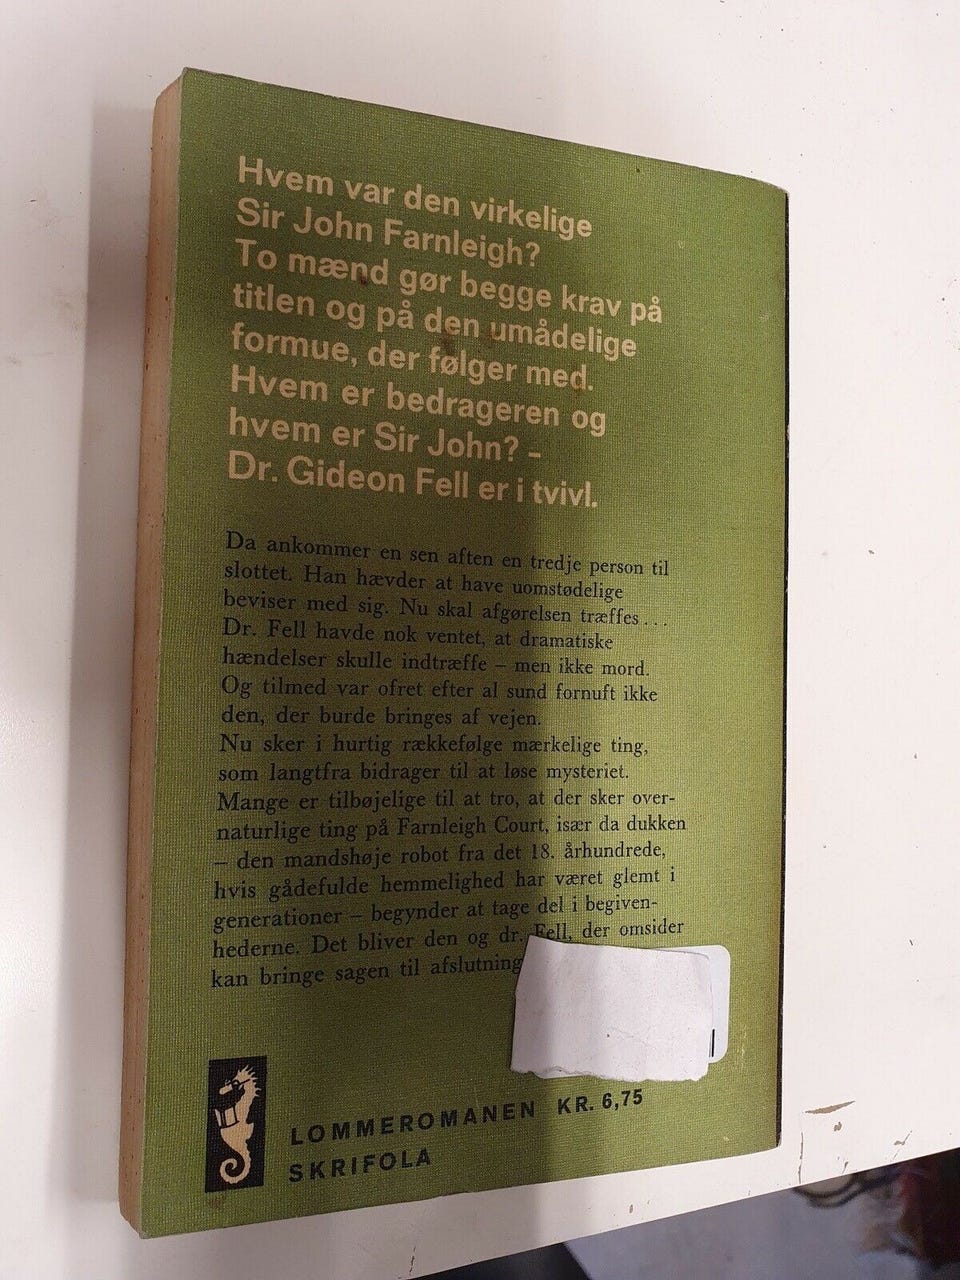 Hvem var den virkelige
Sir John Farnleigh?
To mænd gør begge krav på
titlen og på den umådelige
formue, der følger med.
Hvem er bedrageren og
hvem er Sir John? –
Dr. Gideon Fell er i tvivl.
Da ankommer en sen aften en tredje person til
slottet. Han hævder at have uomstødelige
beviser med sig. Nu skal afgørelsen træffes...
Dr. Fell havde nok ventet, at dramatiske
hændelser skulle indtræffe – men ikke mord.
Og tilmed var ofret efter al sund fornuft ikke
den, der burde bringes af vejen.
Nu sker i hurtig rækkefølge mærkelige ting,
som langtfra bidrager til at løse mysteriet.
Mange er tilbøjelige til at tro, at der sker over-
naturlige ting på Farnleigh Court, især da dukken
– den mandshøje robot fra det 18. århundrede,
hvis gådefulde hemmelighed har været glemt i
generationer – begynder at tage del i begiven-
hederne. Det bliver den og dr. Fell, der omsider
kan bringe sagen til afslutning
LOMMEROMANEN KR. 6,75
SKRIFOLA